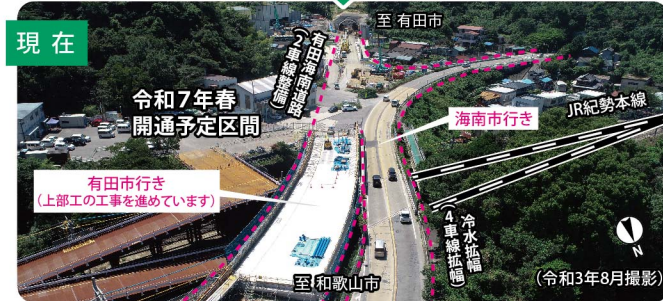 現在
至 有田市
有田海南道路
(2車線整備)
令和7年春
開通予定区間
JR紀勢本線
海南市行き
有田市行き
(上部工の工事を進めています)
冷水拡幅
(4車線拡幅)
N
至 和歌山市
(令和3年8月撮影)